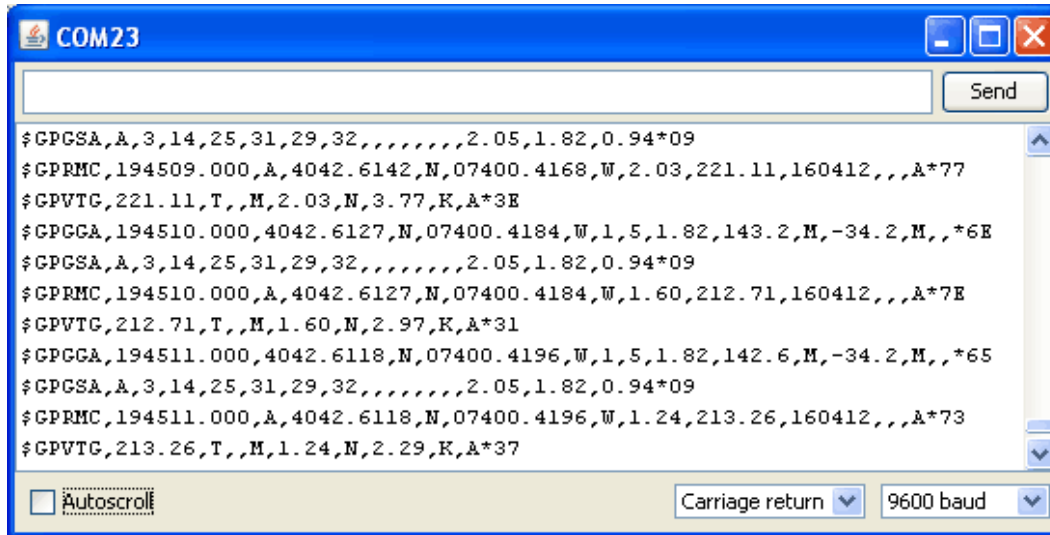 COM23
Send
$GPGSA,A,3,14,25,31,29,32,,,,,,,,2.05,1.82,0.94*09
$GPRMC,194509.000,A,4042.6142,N,07400.4168,W,2.03,221.11,160412,,,A*77
$GPVTG,221.11,T,,M,2.03,N,3.77,K,A*3E
$GPGGA,194510.000,4042.6127,N,07400.4184,W,1,5,1.82,143.2,M,-34.2,M,,*6E
$GPGSA,A,3,14,25,31,29,32,,,,,,,,2.05,1.82,0.94*09
$GPRMC,194510.000,A,4042.6127,N,07400.4184,W,1.60,212.71,160412,,,A*7E
$GPVTG,212.71,T,,M,1.60,N,2.97,K,A*31
$GPGGA,194511.000,4042.6118,N,07400.4196,W,1,5,1.82,142.6,M,-34.2,M,,*65
$GPGSA,A,3,14,25,31,29,32,,,,,,,,2.05,1.82,0.94*09
$GPRMC,194511.000,A,4042.6118,N,07400.4196,W,1.24,213.26,160412,,,A*73
$GPVTG,213.26,T,,M,1.24,N,2.29,K,A*37
Autoscroll Carriage return 9600 baud